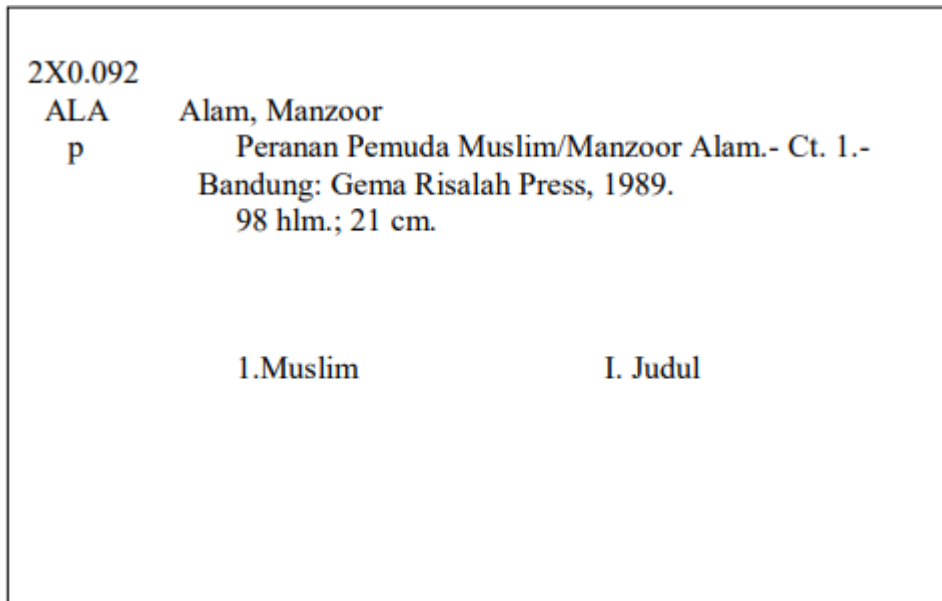 2X0.092
ALA Alam, Manzoor
p Peranan Pemuda Muslim/Manzoor Alam.- Ct. 1.-
Bandung: Gema Risalah Press, 1989.
98 hlm.; 21 cm.
1.Muslim I. Judul